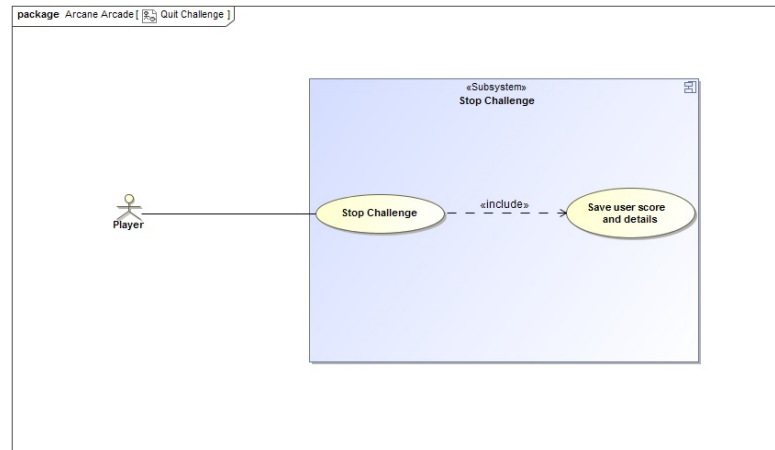 package Arcane Arcade [ Quit Challenge ]
«Subsystem»
Stop Challenge
Player
Stop Challenge
«include»
Save user score
and details